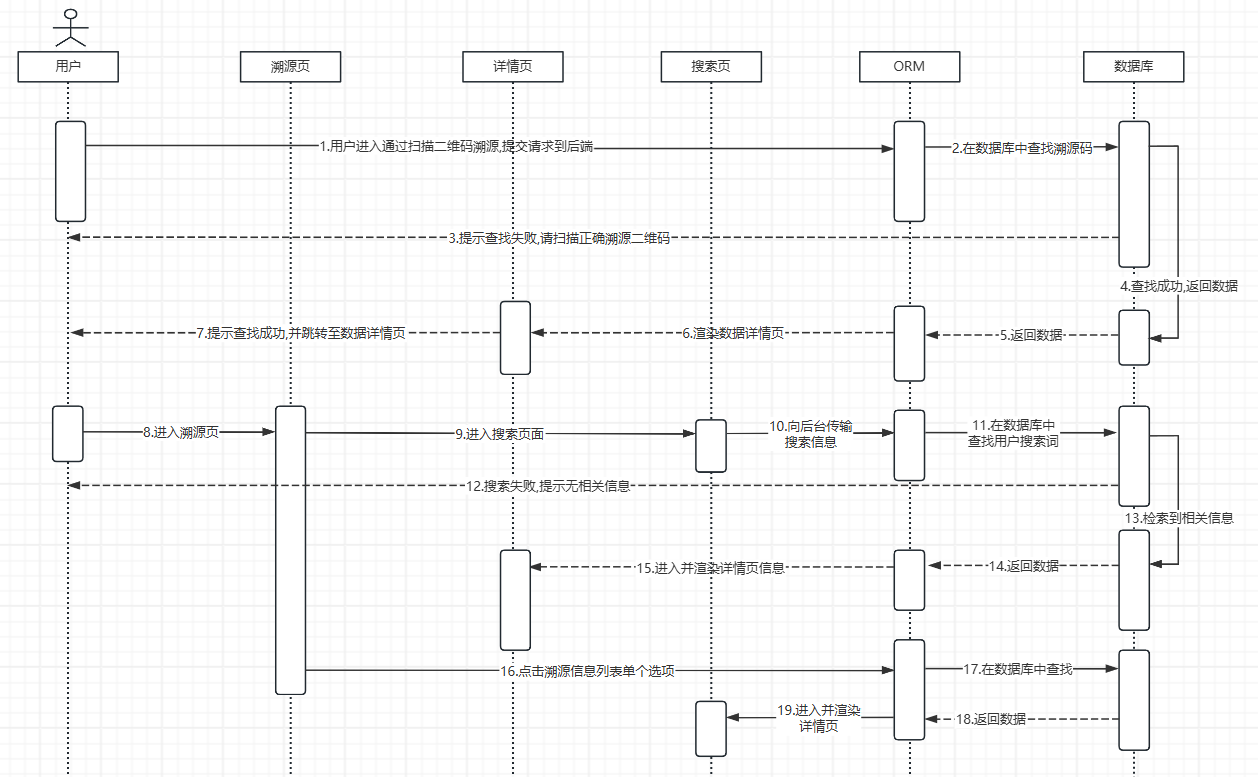 用户
溯源页
详情页
搜索页
ORM
数据库
1.用户进入通过扫描二维码溯源,提交请求到后端
2.在数据库中查找溯源码
3.提示查找失败,请扫描正确溯源二维码
4.查找成功,返回数据
5.返回数据
6.渲染数据详情页
7.提示查找成功,并跳转至数据详情页
8.进入溯源页
9.进入搜索页面
10.向后台传输
搜索信息
11.在数据库中
查找用户搜索词
12.搜索失败,提示无相关信息
13.检索到相关信息
14.返回数据
15.进入并渲染详情页信息
16.点击溯源信息列表单个选项
17.在数据库中查找
18.返回数据
19.进入并渲染
详情页